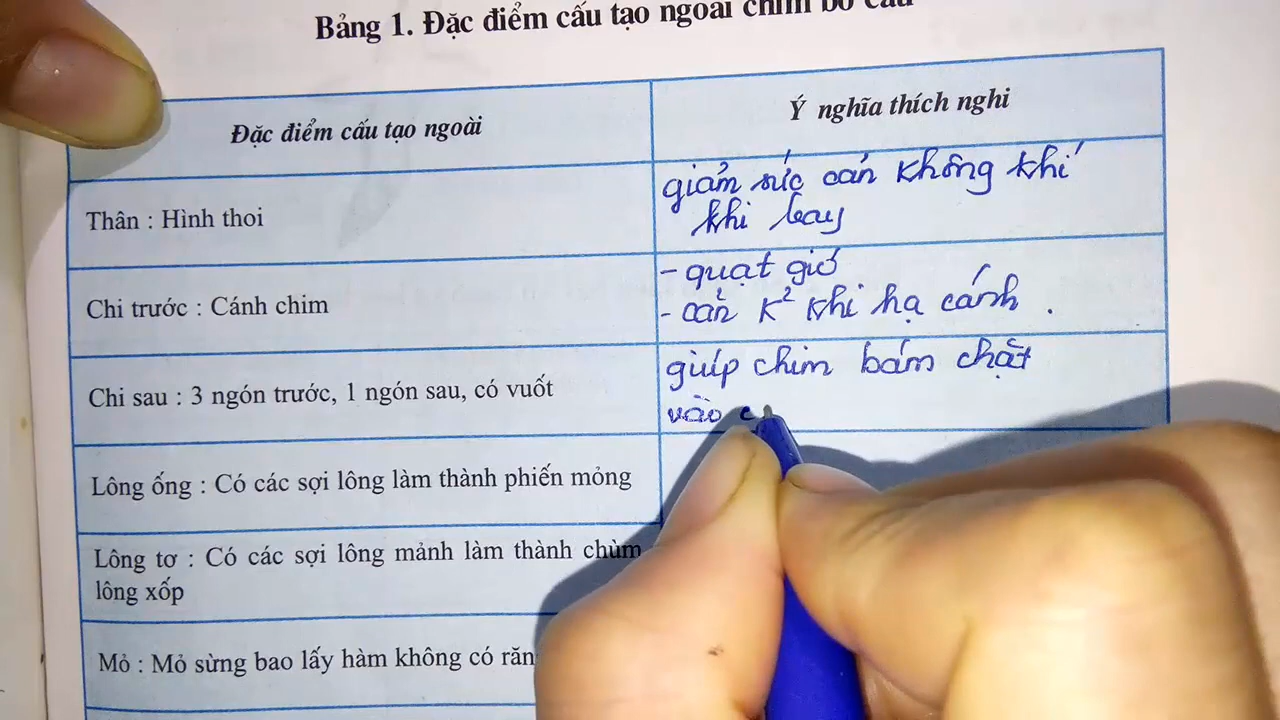 Bảng 1. Đặc điểm cấu tạo ngoài chim bồ câu
Đặc điểm cấu tạo ngoài
Ý nghĩa thích nghi
Thân : Hình thoi
giảm sức cản không khí
khi bay
Chi trước : Cánh chim
- quạt gió
- cản k² khi hạ cánh .
Chi sau : 3 ngón trước, 1 ngón sau, có vuốt
giúp chim bám chặt
vào
Lông ống : Có các sợi lông làm thành phiến mỏng
Lông tơ : Có các sợi lông mảnh làm thành chùm
lông xốp
Mỏ : Mỏ sừng bao lấy hàm không có răn